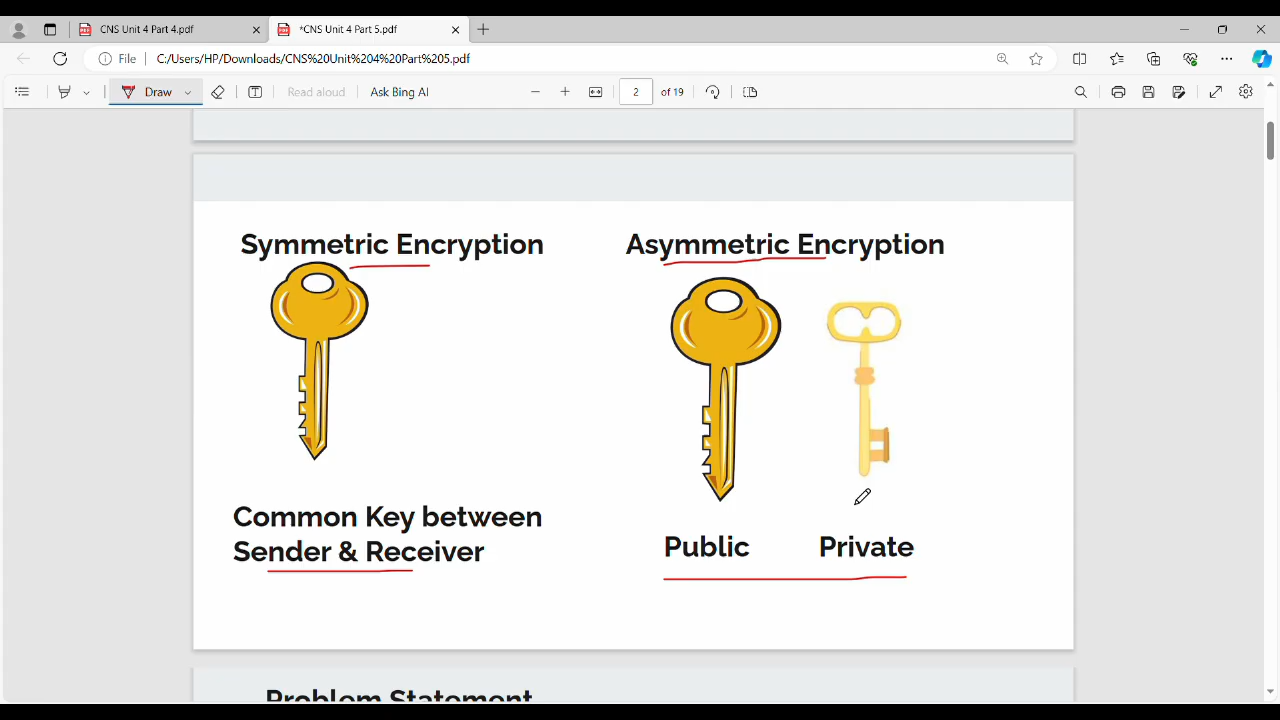 CNS Unit 4 Part 4.pdf
*CNS Unit 4 Part 5.pdf
File
C:/Users/HP/Downloads/CNS%20Unit%204%20Part%205.pdf
Draw
Read aloud
Ask Bing AI
2 of 19
Symmetric Encryption
Asymmetric Encryption
Common Key between
Sender & Receiver
Public
Private
Problem Statement